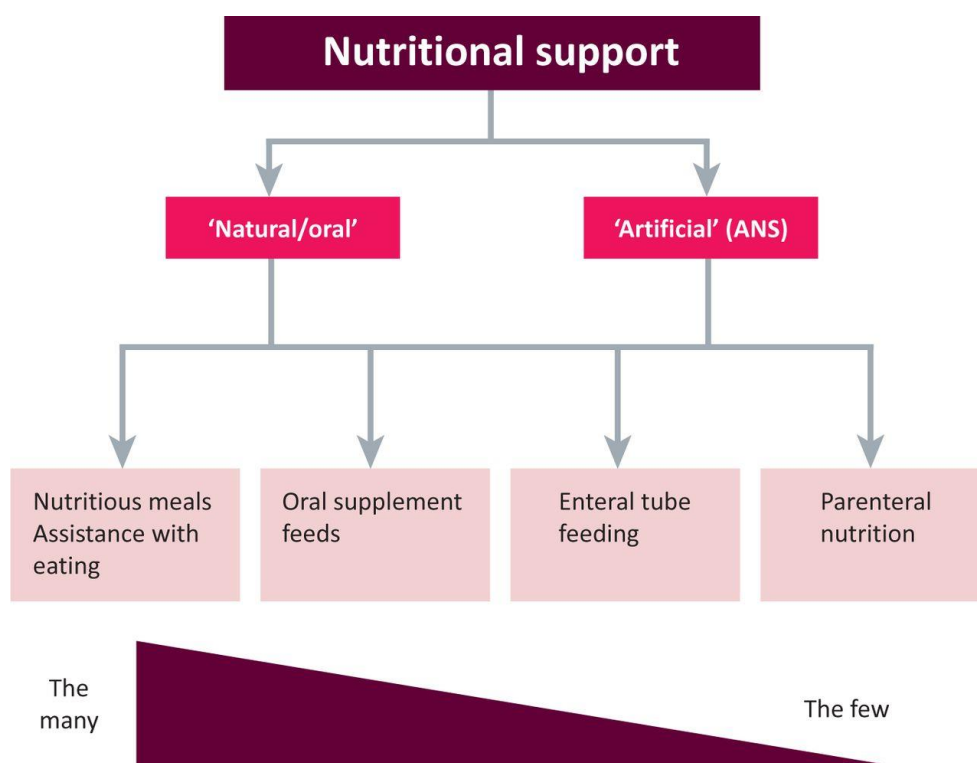 Nutritional support
‘Natural/oral’
‘Artificial’ (ANS)
Nutritious meals
Assistance with
eating
Oral supplement
feeds
Enteral tube
feeding
Parenteral
nutrition
The
many
The few